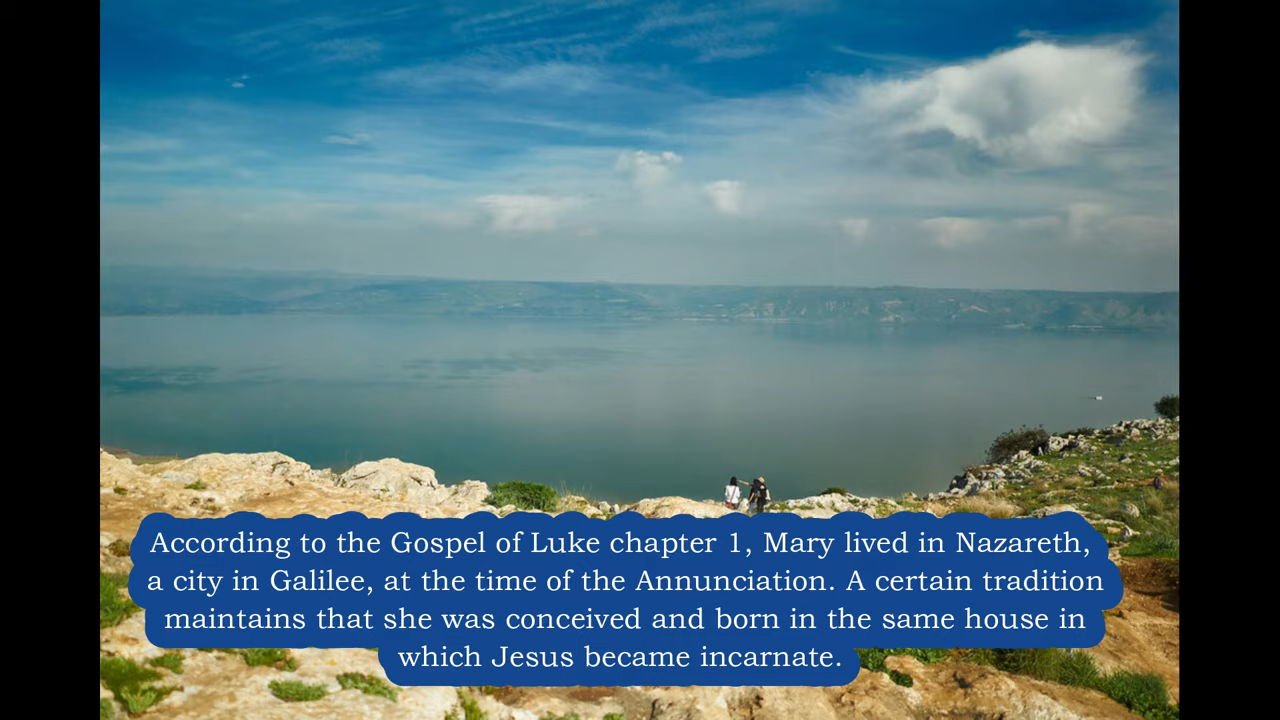 According to the Gospel of Luke chapter 1, Mary lived in Nazareth,
a city in Galilee, at the time of the Annunciation. A certain tradition
maintains that she was conceived and born in the same house in
which Jesus became incarnate.